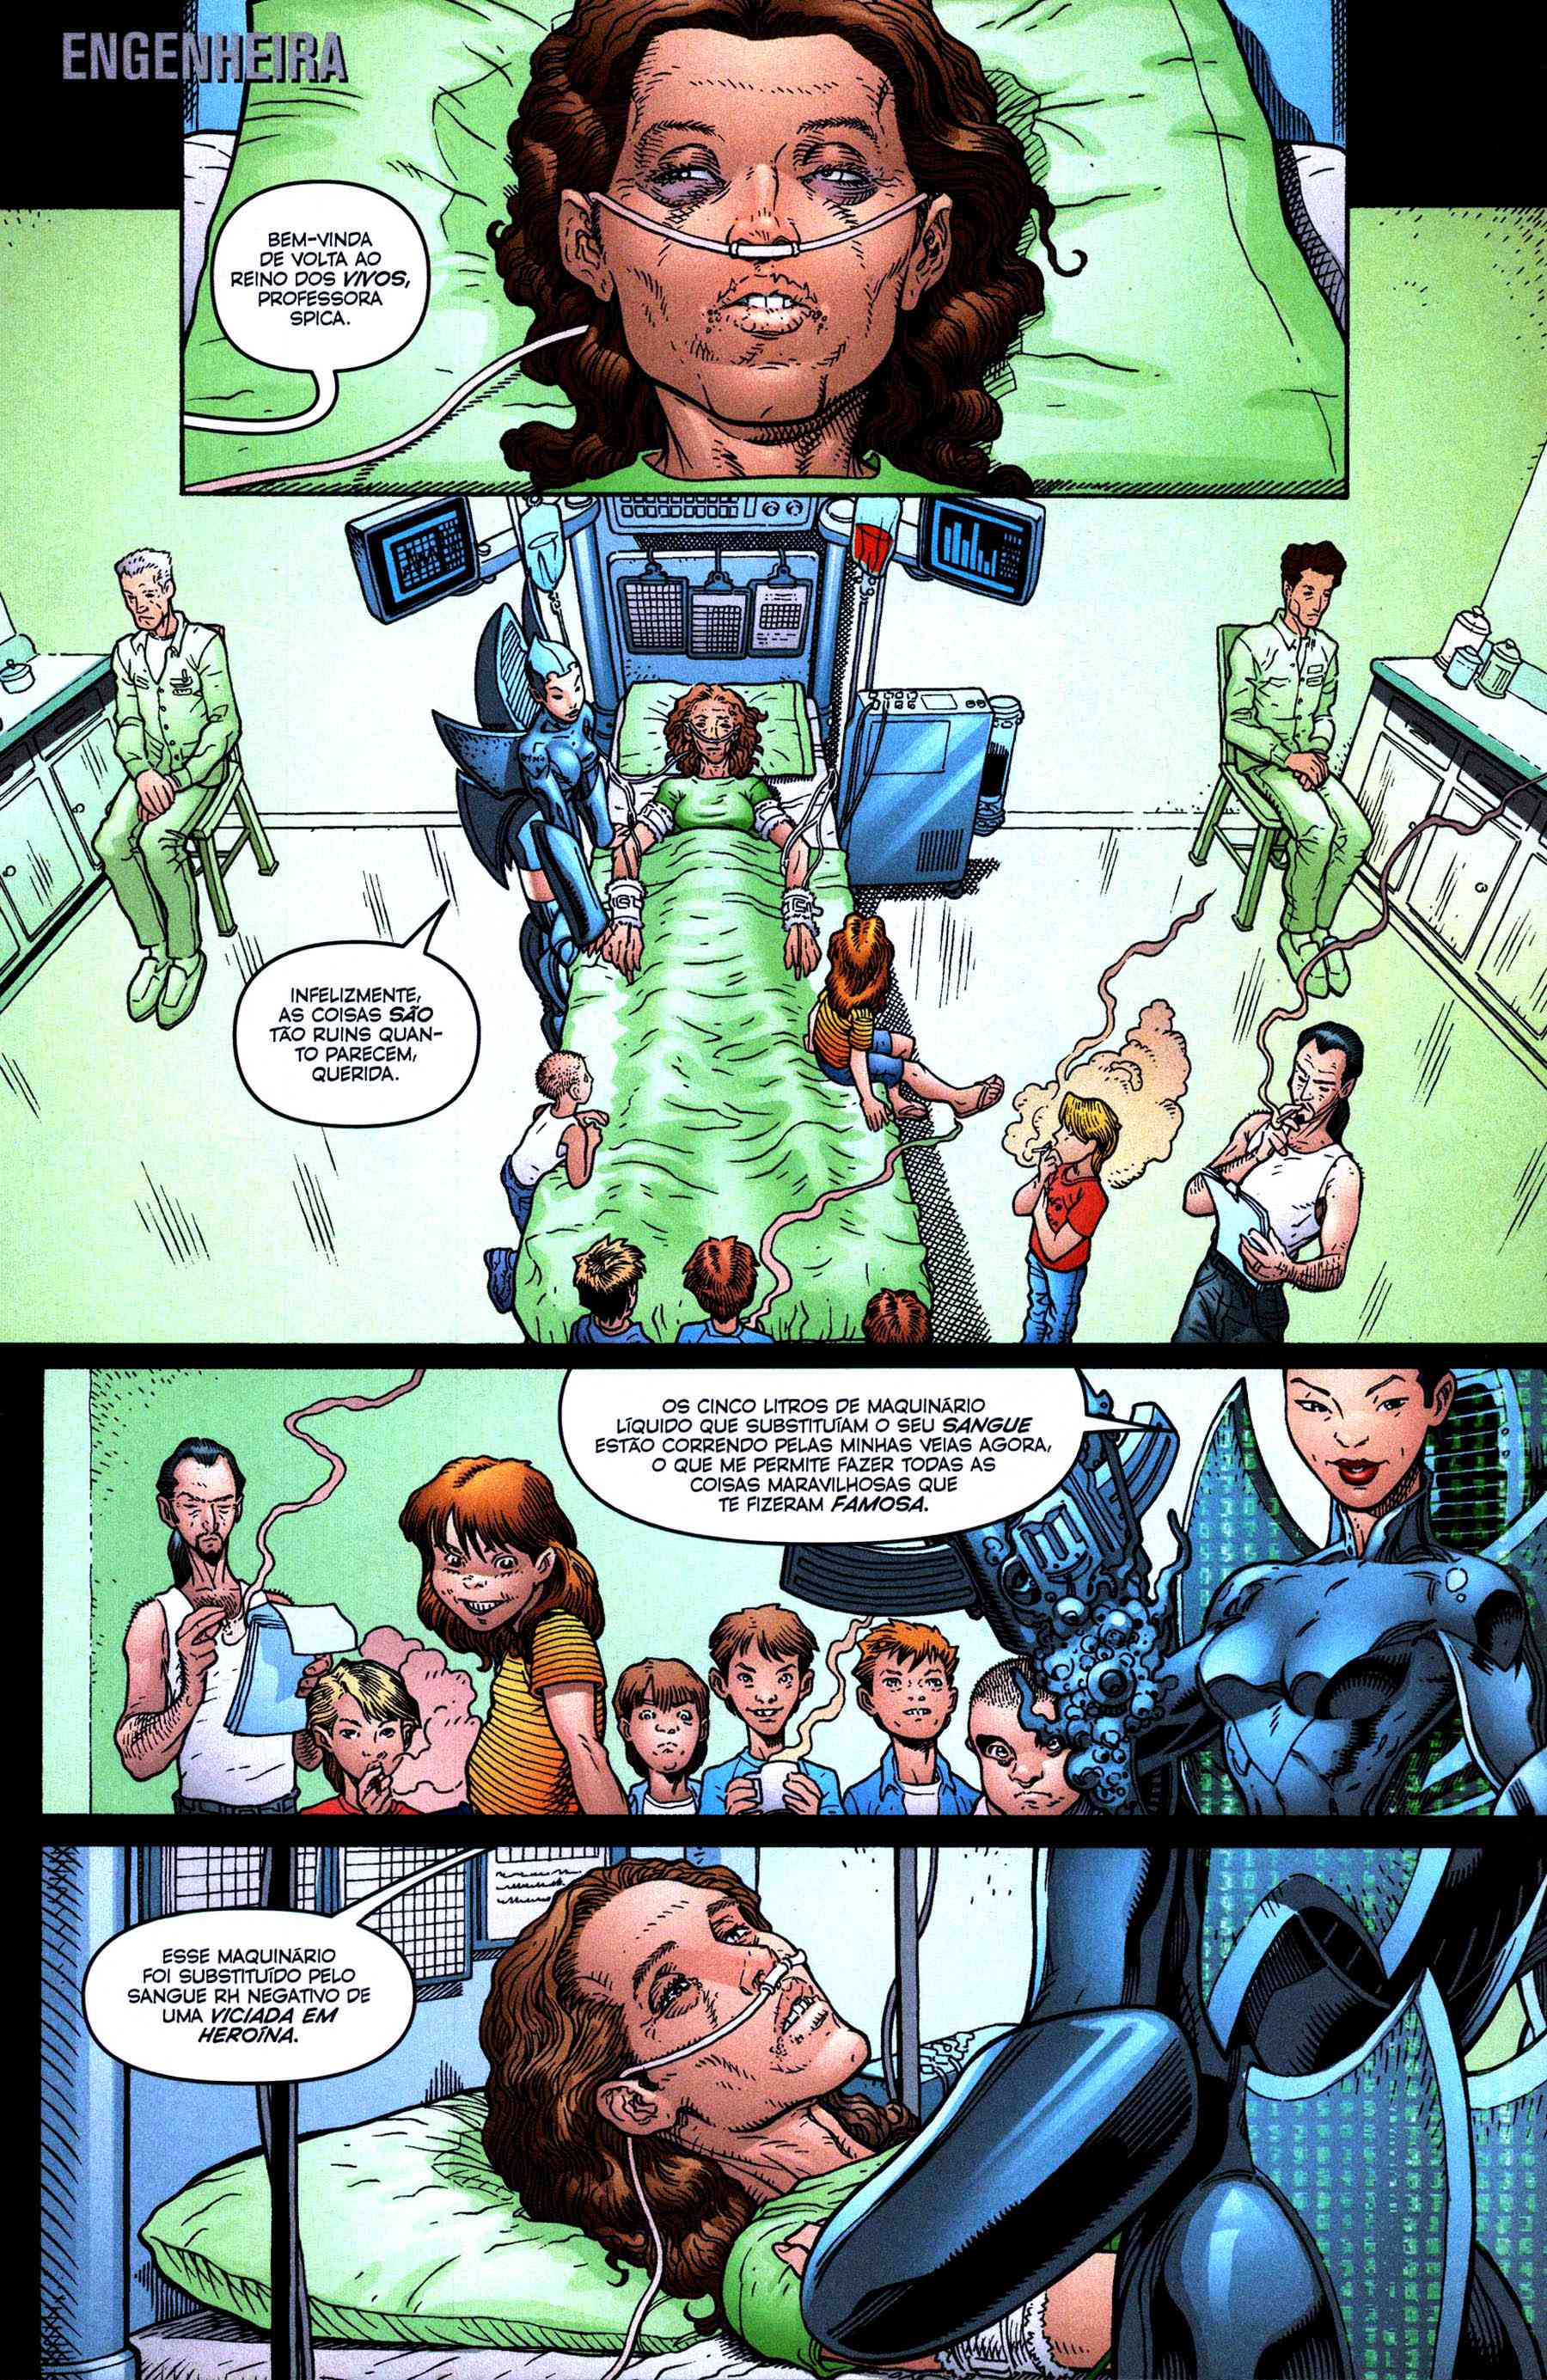 ENGENHEIRA
BEM-VINDA
DE VOLTA AO
REINO DOS VIVOS,
PROFESSORA
SPICA.
INFELIZMENTE,
AS COISAS SÃO
TÃO RUINS QUAN-
TO PARECEM,
QUERIDA.
OS CINCO LITROS DE MAQUINÁRIO
LÍQUIDO QUE SUBSTITUÍAM O SEU SANGUE
ESTÃO CORRENDO PELAS MINHAS VEIAS AGORA,
O QUE ME PERMITE FAZER TODAS AS
COISAS MARAVILHOSAS QUE
TE FIZERAM FAMOSA.
ESSE MAQUINÁRIO
FOI SUBSTITUÍDO PELO
SANGUE RH NEGATIVO DE
UMA VICIADA EM
HEROÍNA.